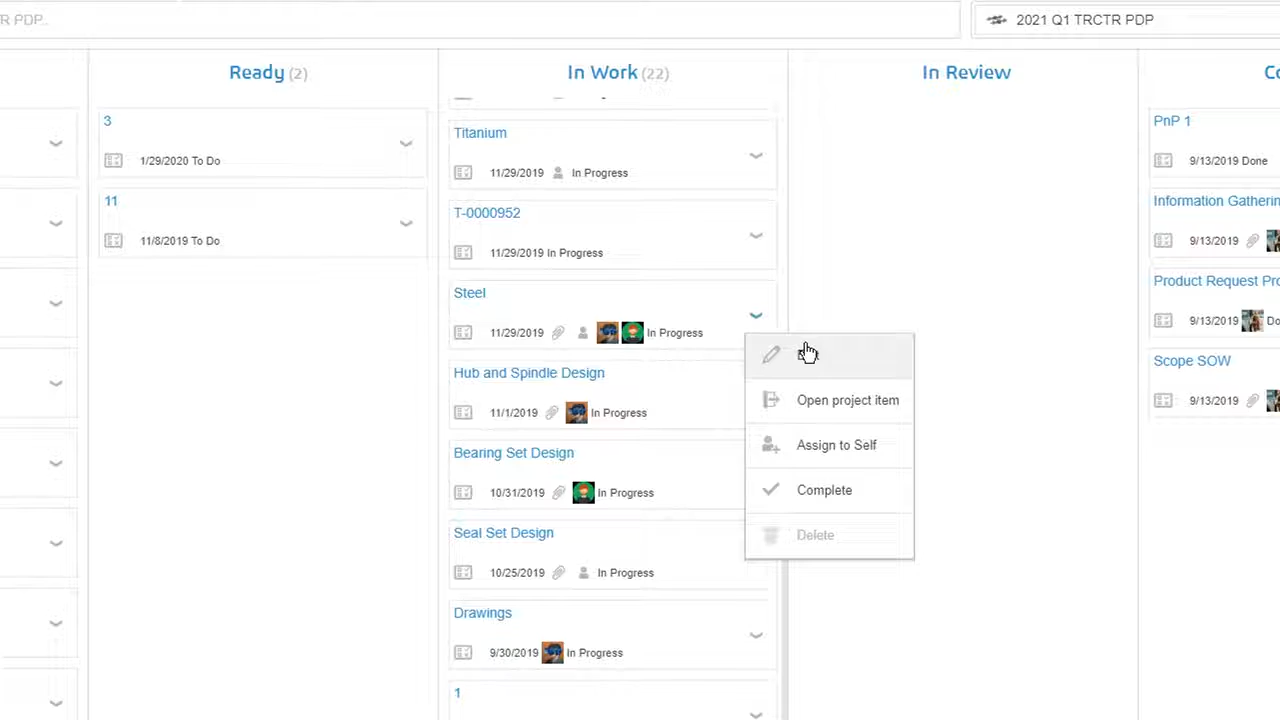 R PDP..
2021 Q1 TRCTR PDP
Ready (2)
3
1/29/2020 To Do
11
11/8/2019 To Do
In Work (22)
Titanium
11/29/2019 In Progress
T-0000952
11/29/2019 In Progress
Steel
11/29/2019 In Progress
Hub and Spindle Design
11/1/2019 In Progress
Bearing Set Design
10/31/2019 In Progress
Seal Set Design
10/25/2019 In Progress
Drawings
9/30/2019 In Progress
1
Open project item
Assign to Self
Complete
Delete
In Review
Co
PnP 1
9/13/2019 Done
Information Gatherin
9/13/2019
Product Request Pro
9/13/2019 Do
Scope SOW
9/13/2019